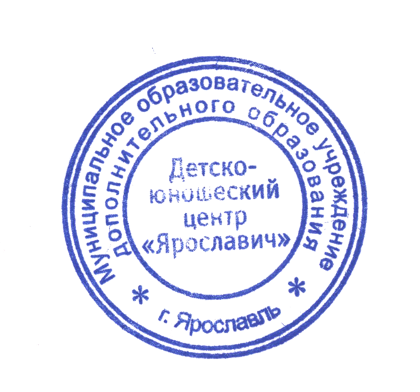 Муниципальное образовательное учреждение
Дополнительного образования
Детско-
юношеский
центр
«Ярославич»
* г. Ярославль *